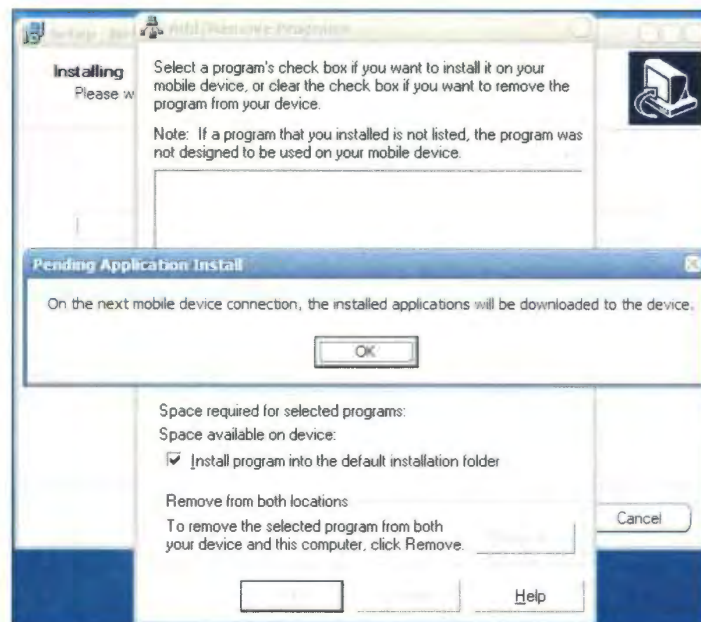 Add/Remove Programs
Installing
Please w
Select a program's check box if you want to install it on your
mobile device, or clear the check box if you want to remove the
program from your device.
Note: If a program that you installed is not listed, the program was
not designed to be used on your mobile device.
Pending Application Install
On the next mobile device connection, the installed applications will be downloaded to the device.
OK
Space required for selected programs:
Space available on device:
Install program into the default installation folder
Remove from both locations
To remove the selected program from both
your device and this computer, click Remove.
Cancel
Help